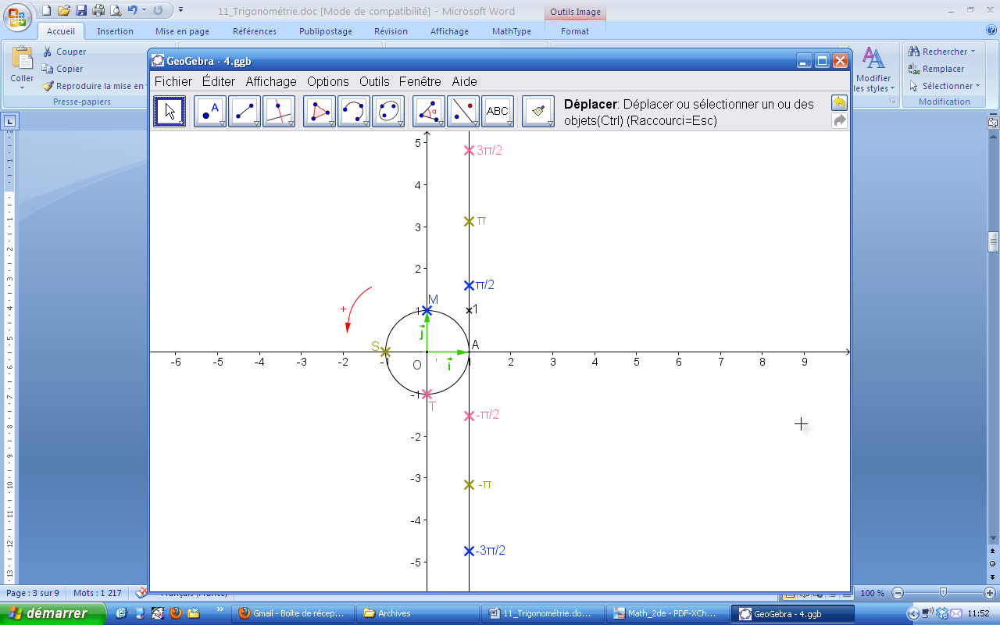 11_Trigonométrie.doc [Mode de compatibilité] - Microsoft Word
Outils Image
Accueil Insertion Mise en page Références Publipostage Révision Affichage MathType Format
Coller
Couper
Copier
Reproduire la mise en
Presse-papiers
Modifier
les styles
Rechercher
Remplacer
Sélectionner
Modification
GeoGebra - 4.ggb
Fichier Éditer Affichage Options Outils Fenêtre Aide
A
α
ABC
Déplacer: Déplacer ou sélectionner un ou des
objets(Ctrl) (Raccourci=Esc)
5
3π/2
4
3
π
2
π/2
M
+
1
1
j
S
A
O
i
-6 -5 -4 -3 -2 -1 1 2 3 4 5 6 7 8 9
-1
T
-π/2
-2
-3
-π
-4
-3π/2
-5
Page : 3 sur 9 Mots : 1 217 Français (France) 100 %
démarrer
Gmail - Boîte de récep... Archives 11_Trigonométrie.do... Math_2de - PDF-XCh... GeoGebra - 4.ggb 11:52